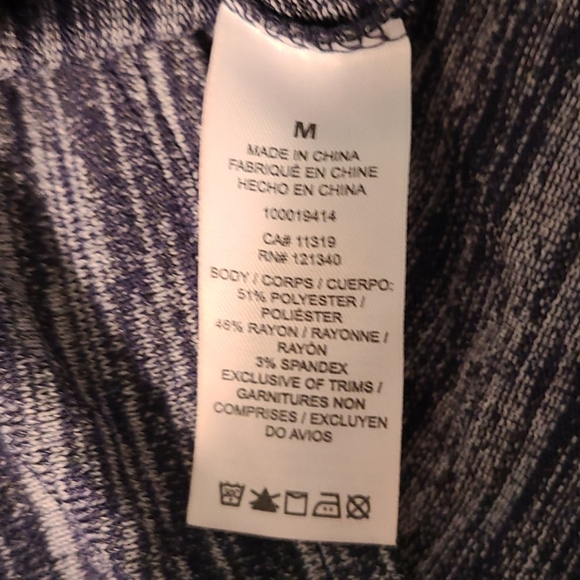 M
MADE IN CHINA
FABRIQUÉ EN CHINE
HECHO EN CHINA
100019414
CA# 11319
RN# 121340
BODY / CORPS / CUERPO:
51% POLYESTER /
POLIÉSTER
46% RAYON / RAYONNE /
RAYÓN
3% SPANDEX
EXCLUSIVE OF TRIMS /
GARNITURES NON
COMPRISES / EXCLUYEN
DO AVIOS